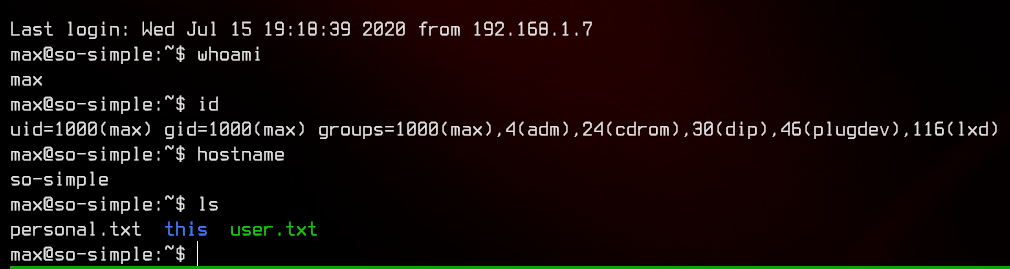 Last login: Wed Jul 15 19:18:39 2020 from 192.168.1.7
max@so-simple:~$ whoami
max
max@so-simple:~$ id
uid=1000(max) gid=1000(max) groups=1000(max),4(adm),24(cdrom),30(dip),46(plugdev),116(lxd)
max@so-simple:~$ hostname
so-simple
max@so-simple:~$ ls
personal.txt  this  user.txt
max@so-simple:~$